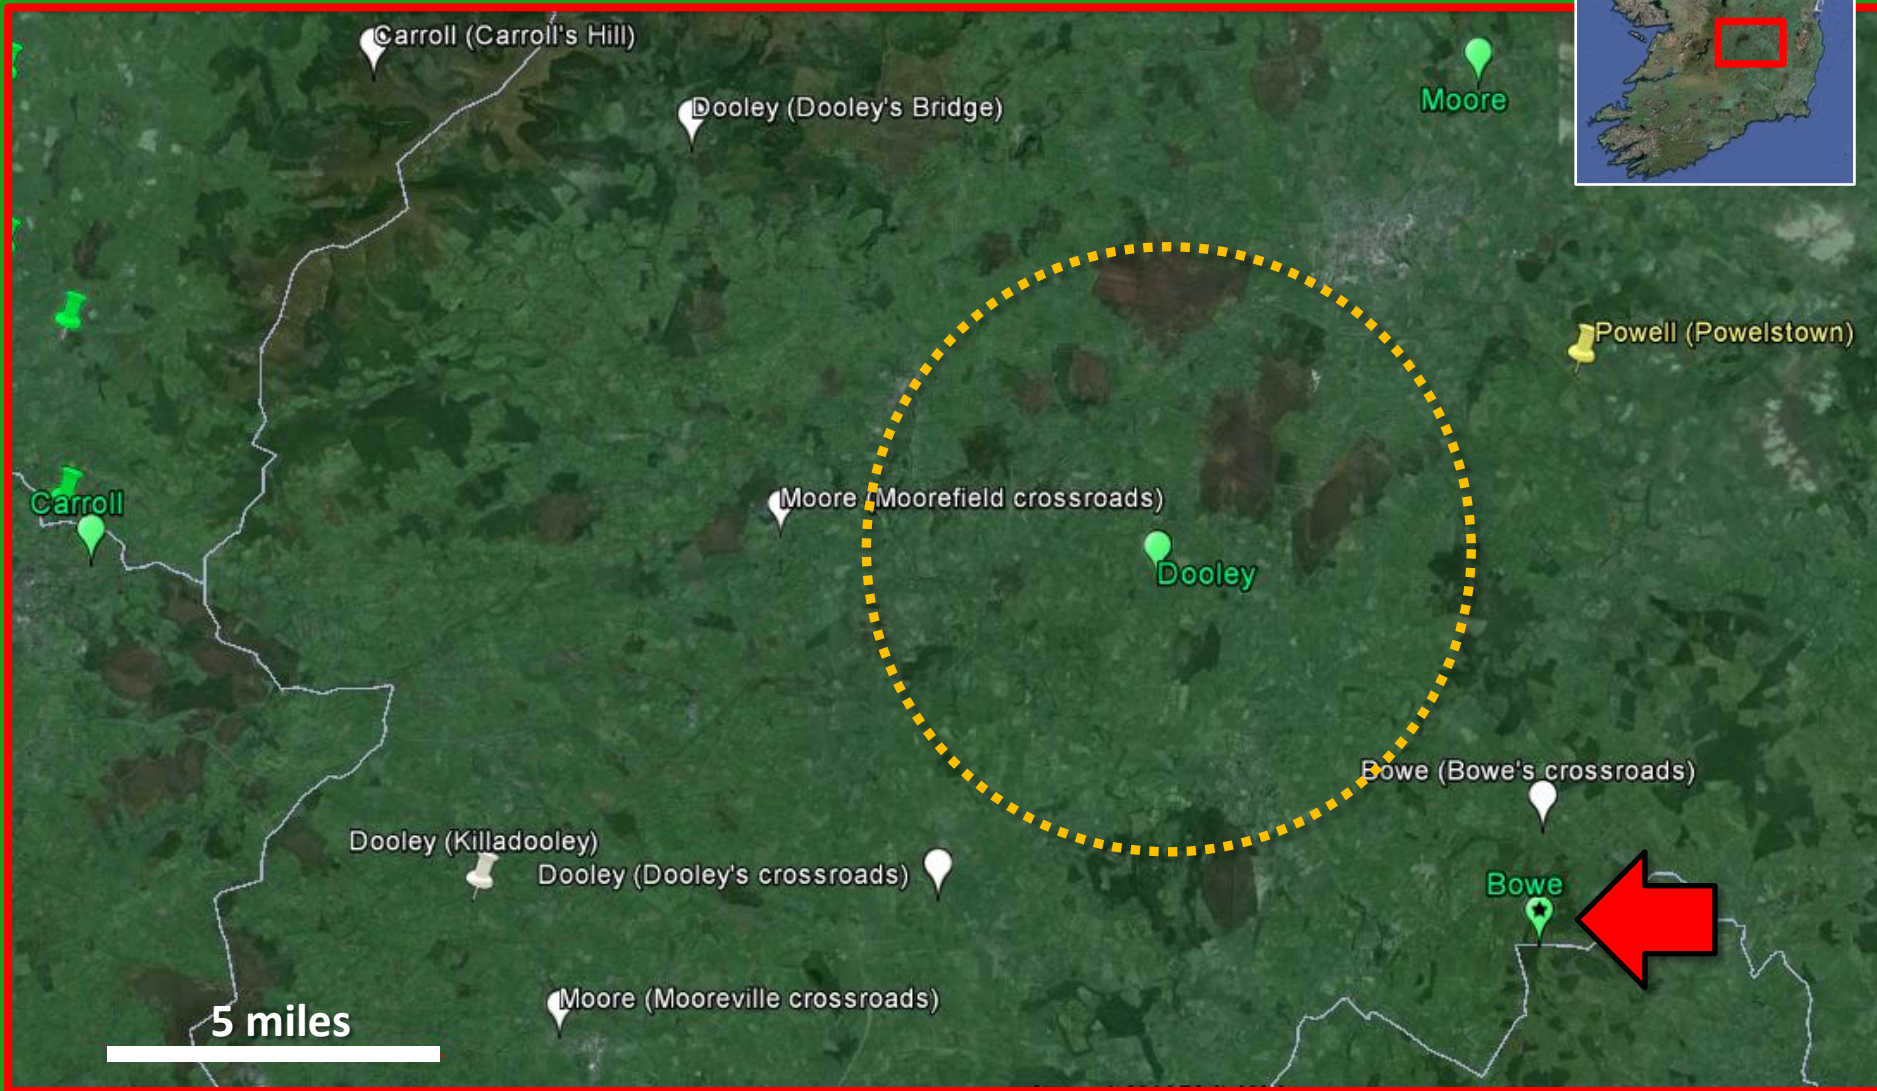 Carroll (Carroll's Hill)
Moore
Dooley (Dooley's Bridge)
Powell (Powelstown)
Carroll
Moore (Moorefield crossroads)
Dooley
Bowe (Bowe's crossroads)
Dooley (Killadooley)
Dooley (Dooley's crossroads)
Bowe
Moore (Mooreville crossroads)
5 miles